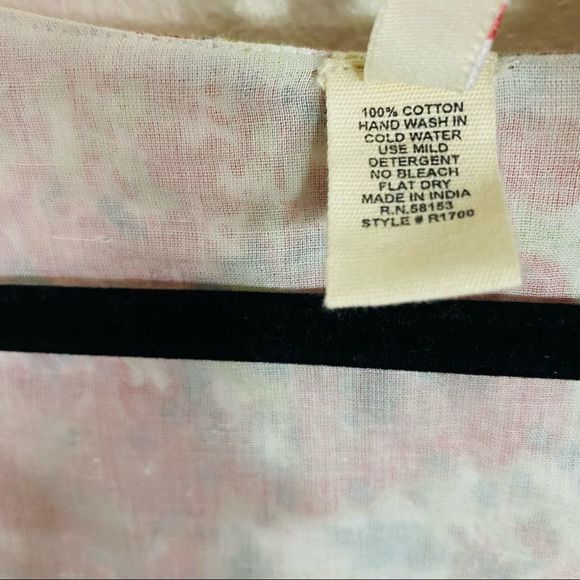 100% COTTON
HAND WASH IN
COLD WATER
USE MILD
DETERGENT
NO BLEACH
FLAT DRY
MADE IN INDIA
R.N.58153
STYLE # R1700